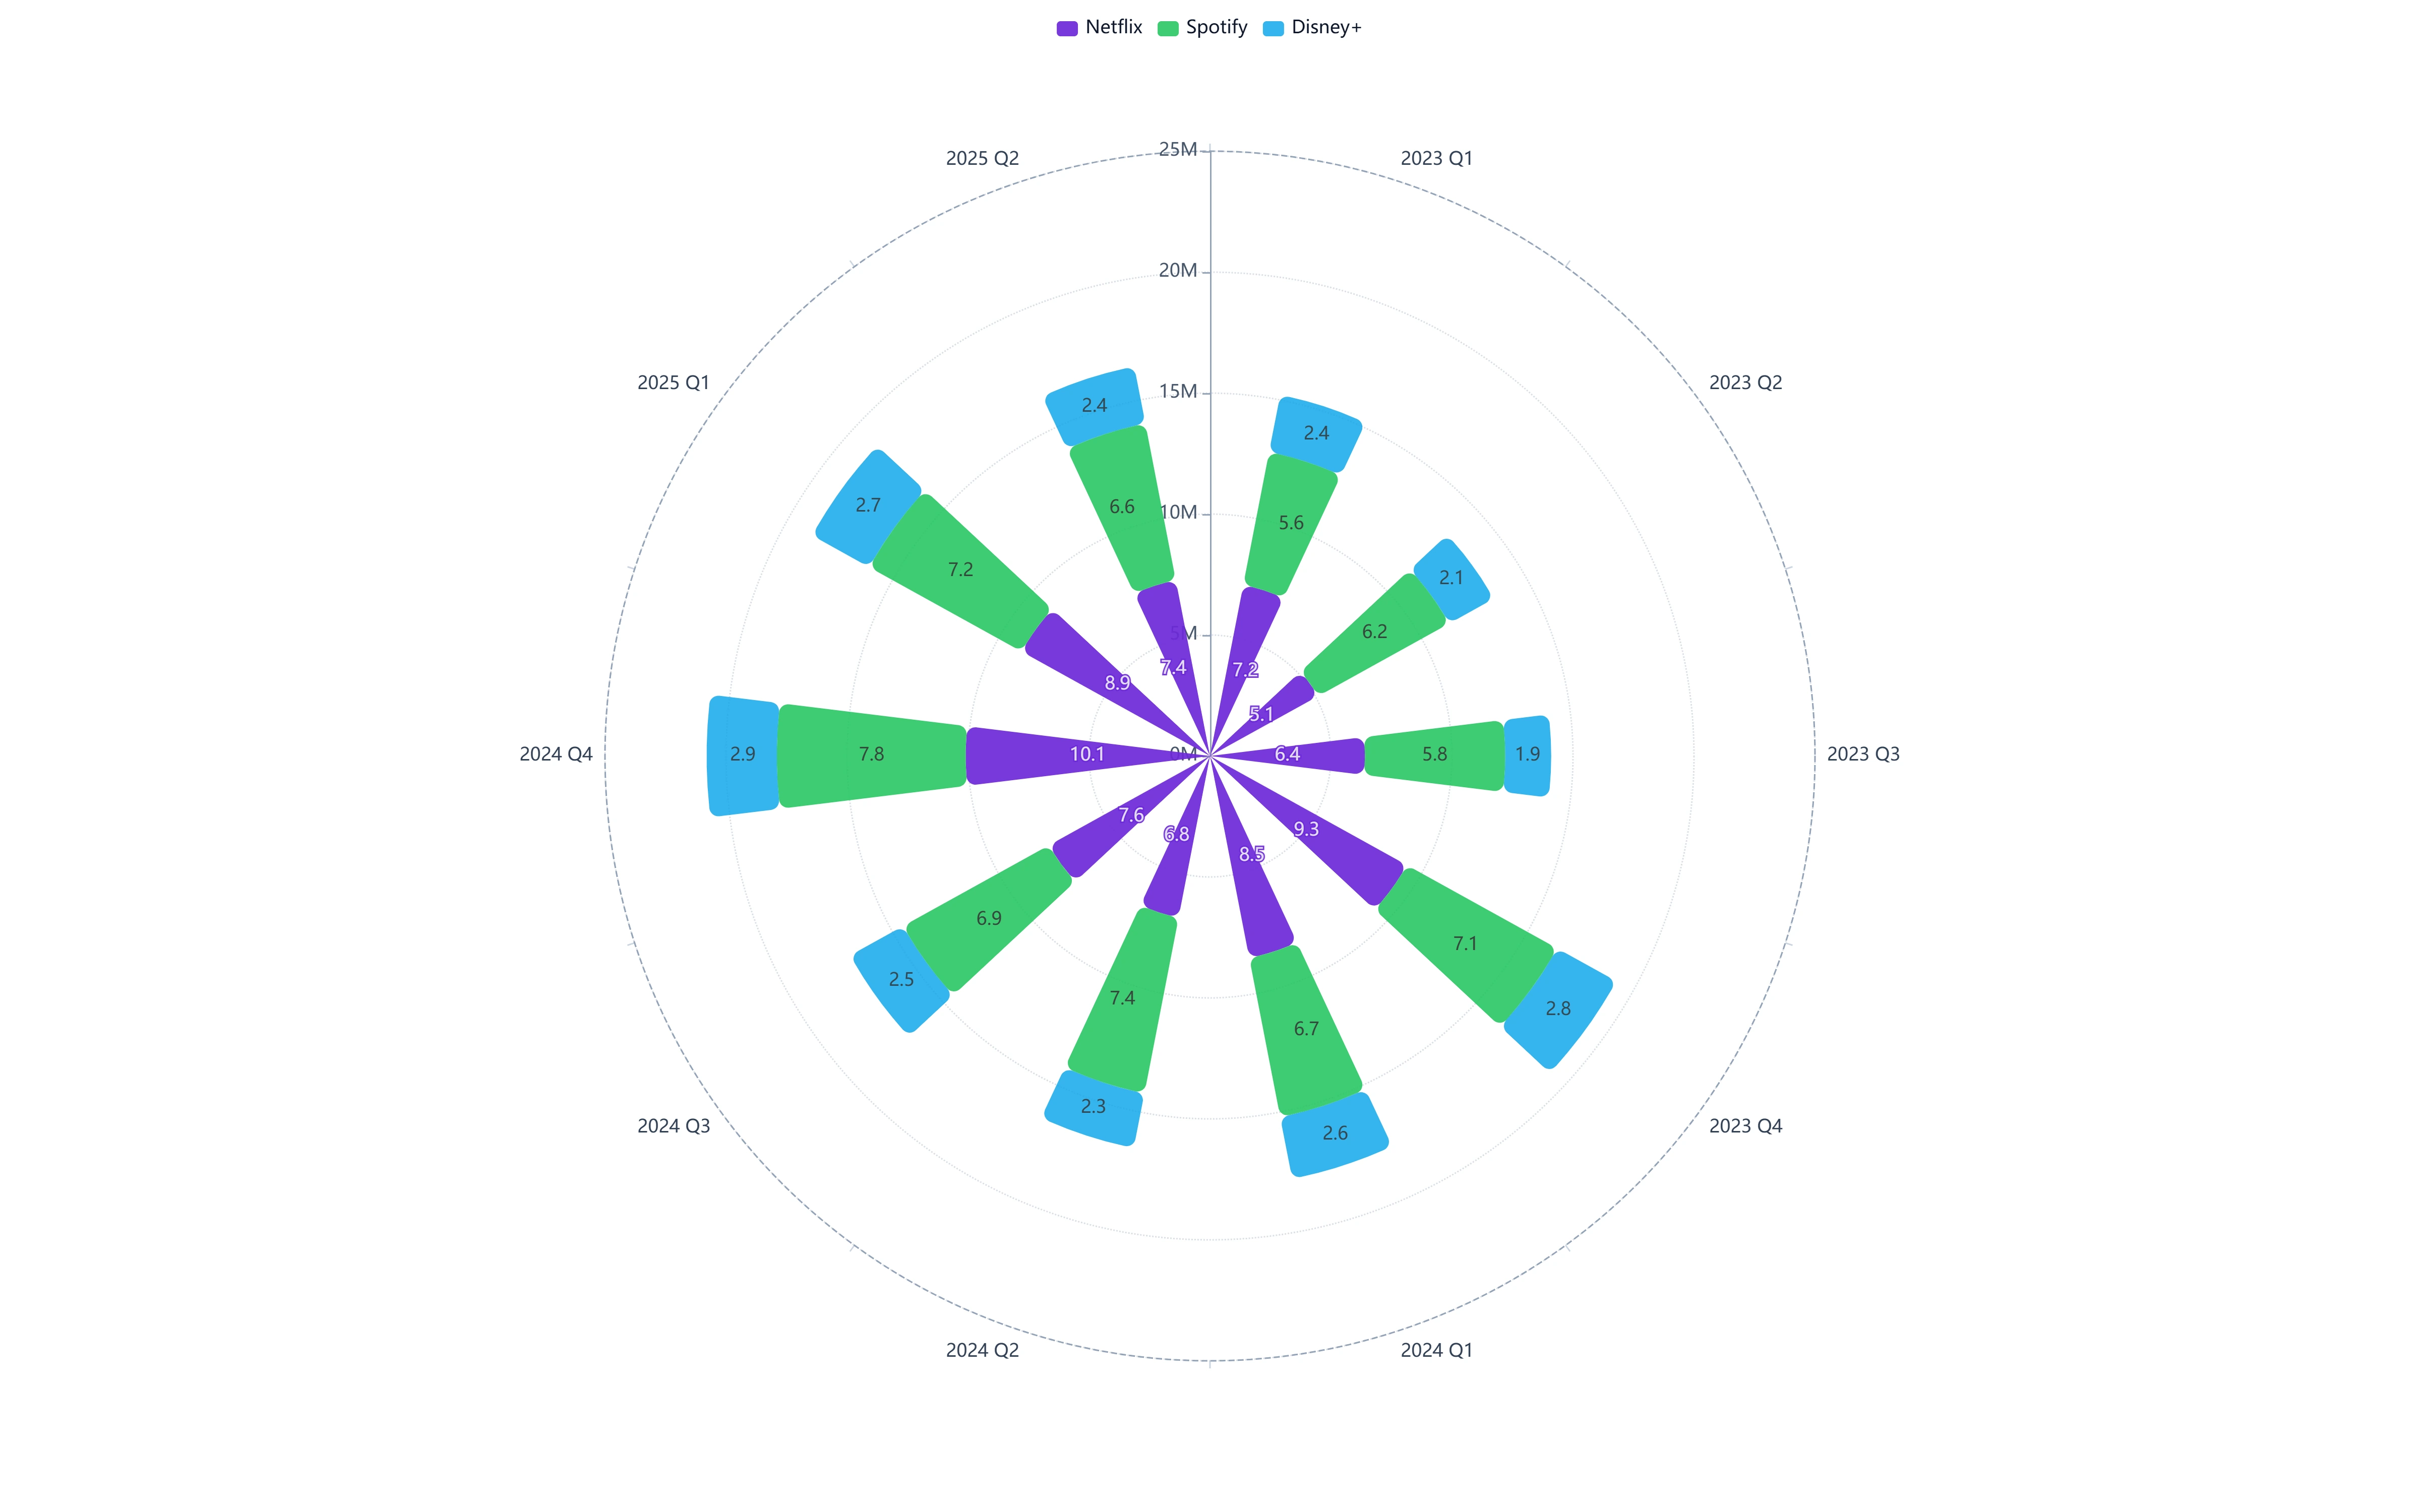 Netflix Spotify Disney+
25M
20M
15M
10M
5M
0M
2023 Q1
2023 Q2
2023 Q3
2023 Q4
2024 Q1
2024 Q2
2024 Q3
2024 Q4
2025 Q1
2025 Q2
7.2
5.6
2.4
5.1
6.2
2.1
6.4
5.8
1.9
9.3
7.1
2.8
8.5
6.7
2.6
6.8
7.4
2.3
7.6
6.9
2.5
10.1
7.8
2.9
8.9
7.2
2.7
7.4
6.6
2.4